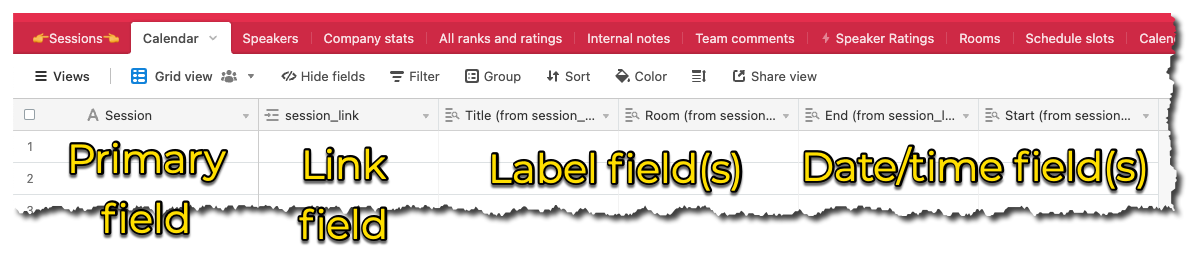 👉Sessions👈 Calendar Speakers Company stats All ranks and ratings Internal notes Team comments Speaker Ratings Rooms Schedule slots Calen
Views Grid view Hide fields Filter Group Sort Color Share view
A Session session_link Title (from session_... Room (from session... End (from session_l... Start (from session...
1
2
3
Primary
field
Link
field
Label field(s)
Date/time field(s)